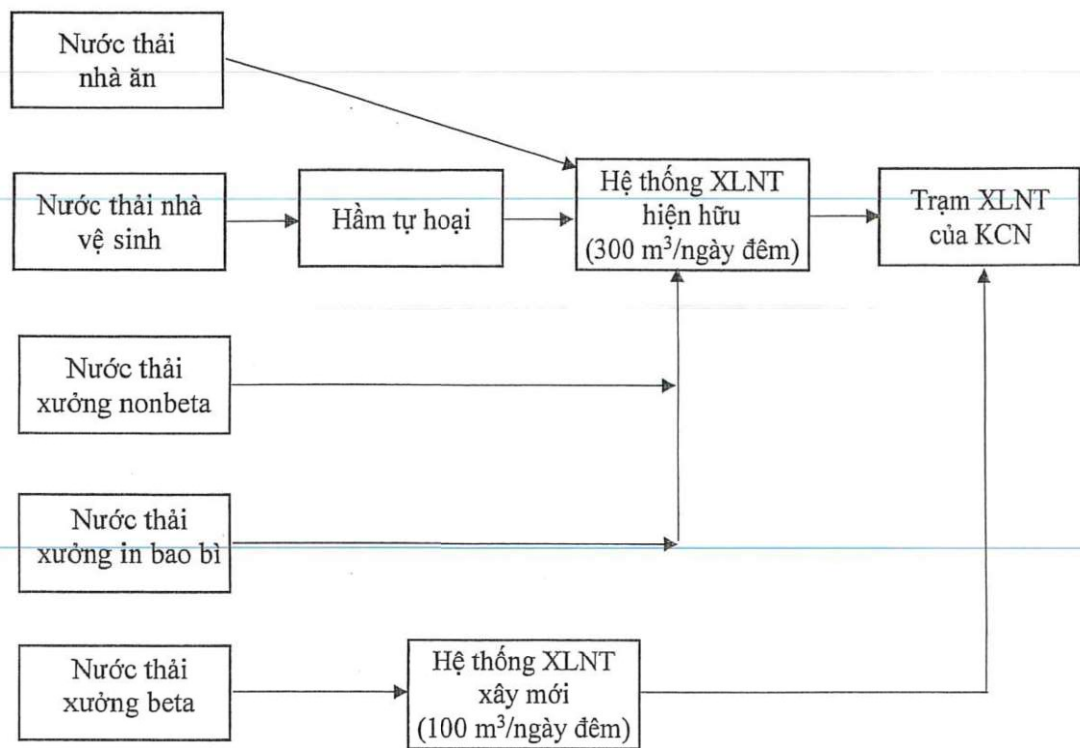 Nước thải
nhà ăn
Nước thải nhà
vệ sinh
Hầm tự hoại
Hệ thống XLNT
hiện hữu
(300 m³/ngày đêm)
Trạm XLNT
của KCN
Nước thải
xưởng nonbeta
Nước thải
xưởng in bao bì
Nước thải
xưởng beta
Hệ thống XLNT
xây mới
(100 m³/ngày đêm)